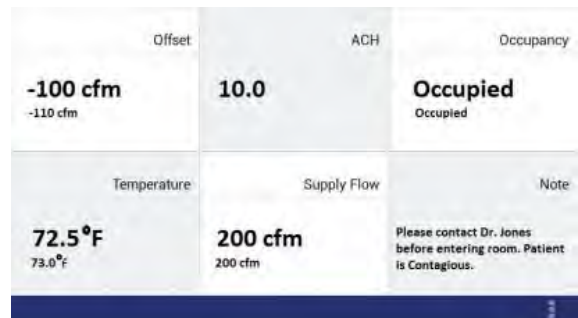 Offset
ACH
Occupancy
-100 cfm
10.0
Occupied
-110 cfm
Occupied
Temperature
Supply Flow
Note
72.5°F
200 cfm
Please contact Dr. Jones
before entering room. Patient
is Contagious.
73.0°F
200 cfm